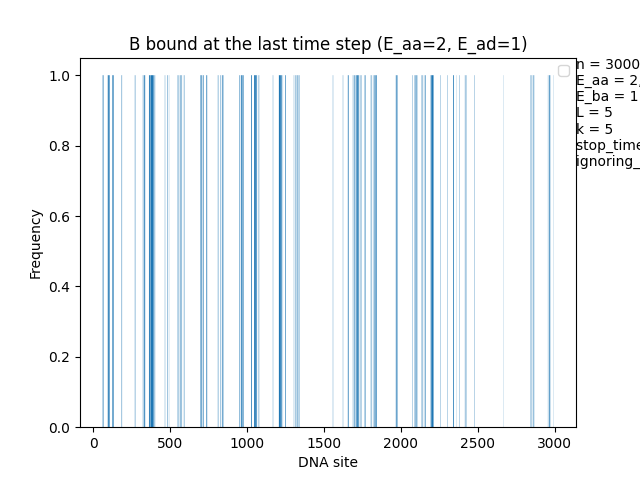 B bound at the last time step (E_aa=2, E_ad=1)
n = 3000
E_aa = 2,
E_ba = 1
L = 5
k = 5
stop_time
ignoring_
1.0
0.8
0.6
0.4
0.2
0.0
Frequency
0 500 1000 1500 2000 2500 3000
DNA site